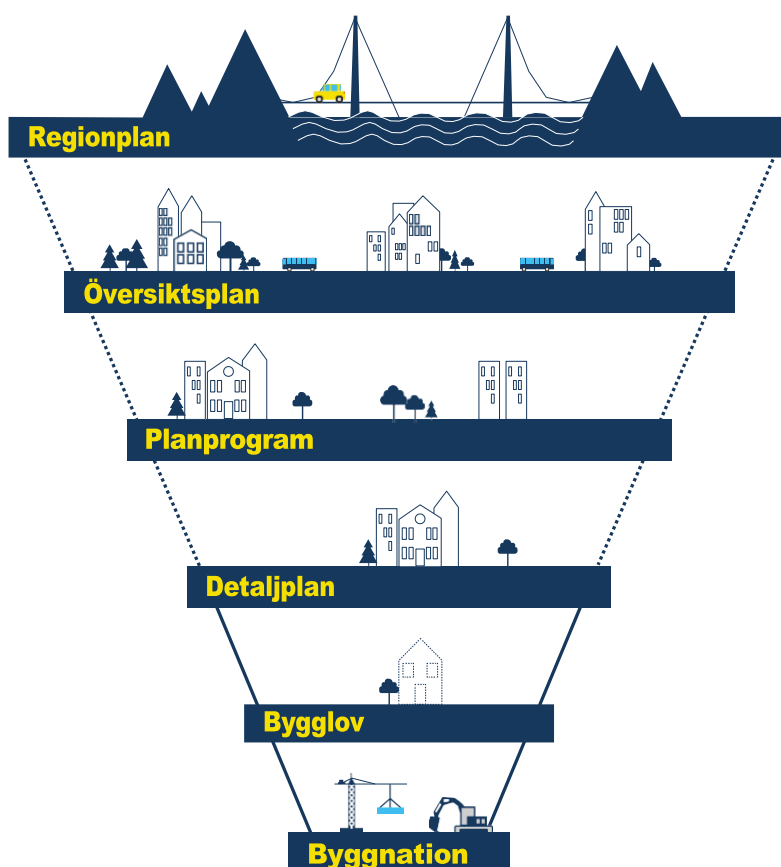 Regionplan
Översiktsplan
Planprogram
Detaljplan
Bygglov
Byggnation